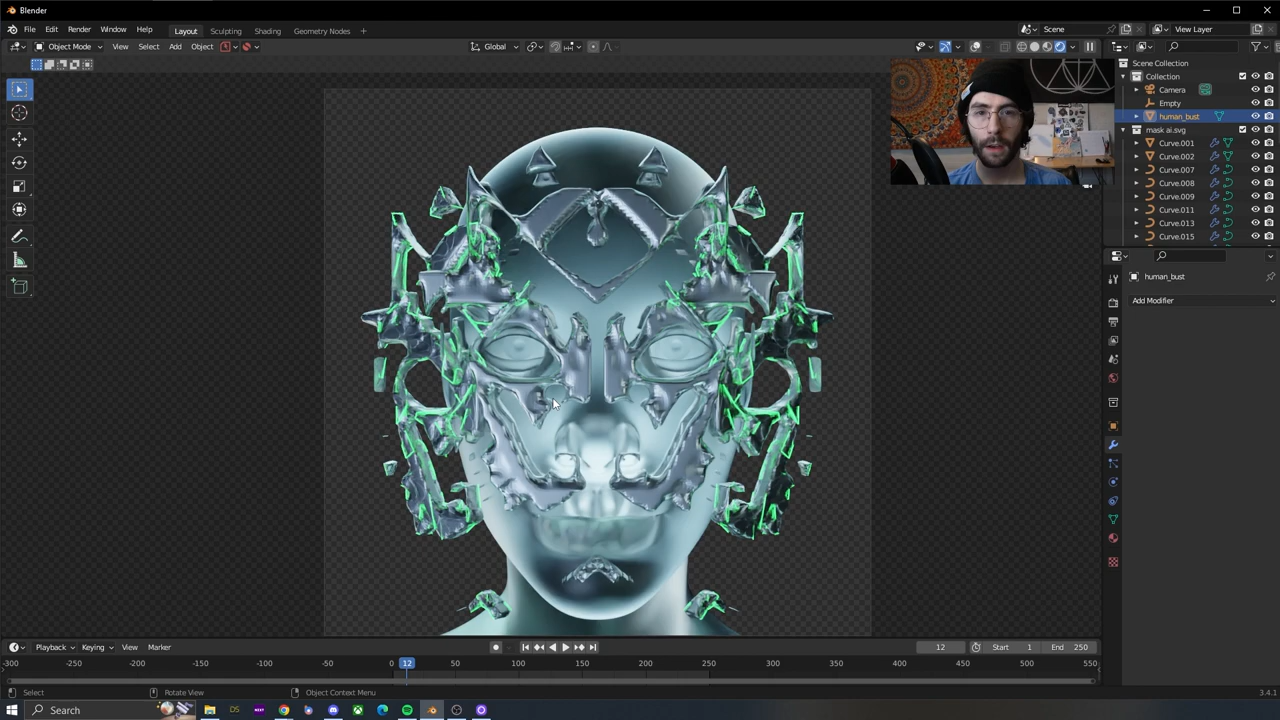 Blender
File Edit Render Window Help Layout Sculpting Shading Geometry Nodes + Scene View Layer
Object Mode View Select Add Object Global
Scene Collection
Collection
Camera
Empty
human_bust
mask ai.svg
Curve.001
Curve.002
Curve.007
Curve.008
Curve.009
Curve.011
Curve.013
Curve.015
human_bust
Add Modifier
Playback Keying View Marker 12 Start 1 End 250
-300 -250 -200 -150 -100 -50 0 12 50 100 150 200 250 300 350 400 450 500 550
Select Rotate View Object Context Menu 3.4.1
Search DS NEXT